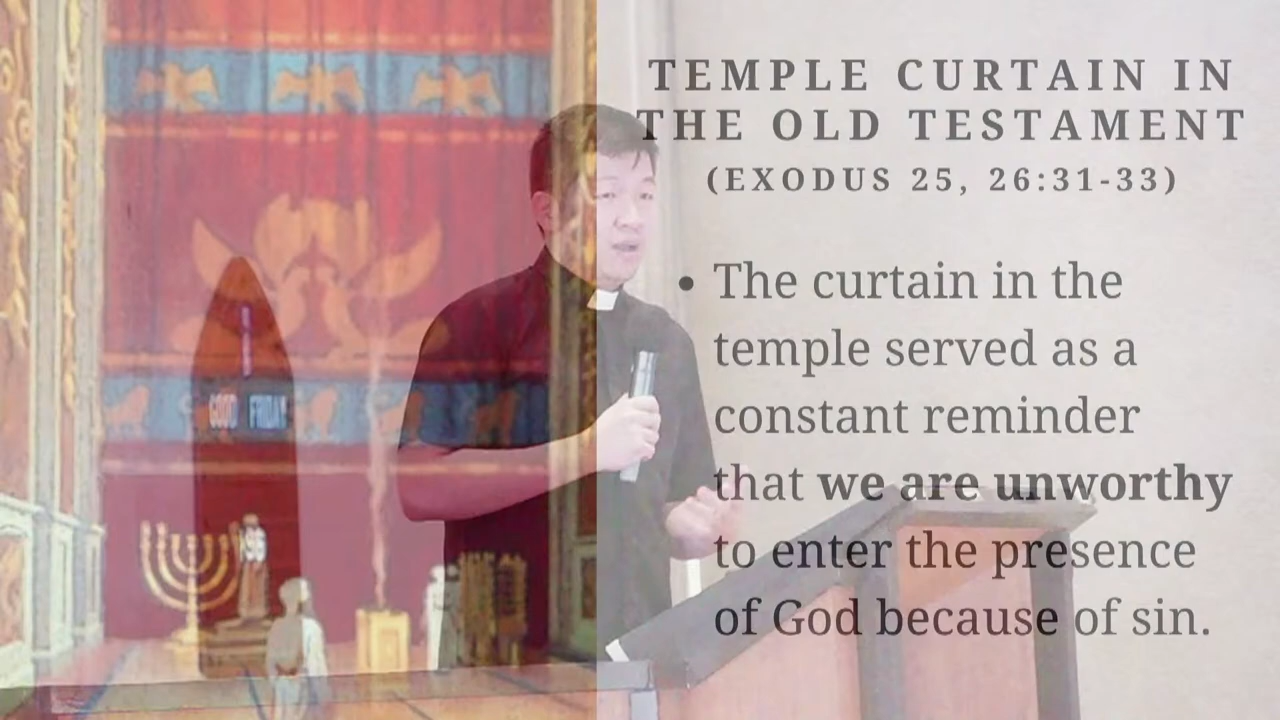 TEMPLE CURTAIN IN
THE OLD TESTAMENT
(EXODUS 25, 26:31-33)
• The curtain in the
temple served as a
constant reminder
that we are unworthy
to enter the presence
of God because of sin.
GOOD FRIDAY